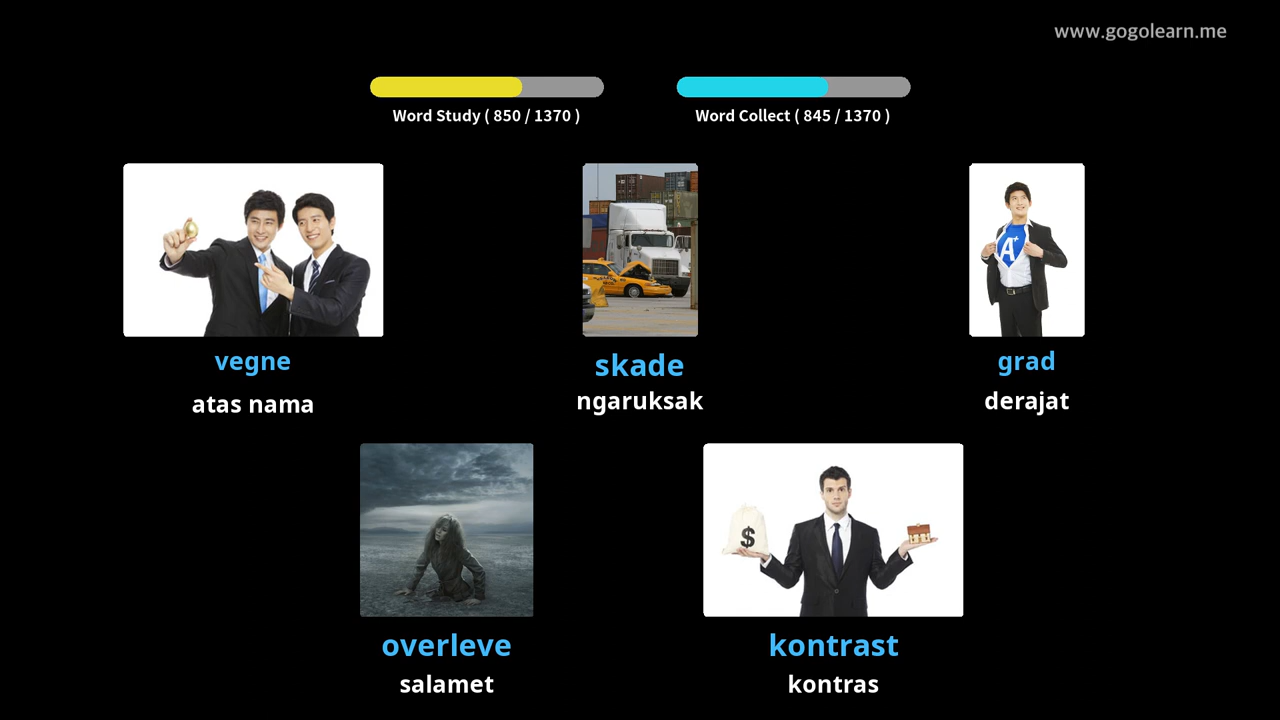 www.gogolearn.me
Word Study ( 850 / 1370 )
Word Collect ( 845 / 1370 )
vegne
atas nama
skade
ngaruksak
A+
grad
derajat
overleve
salamet
$
kontrast
kontras